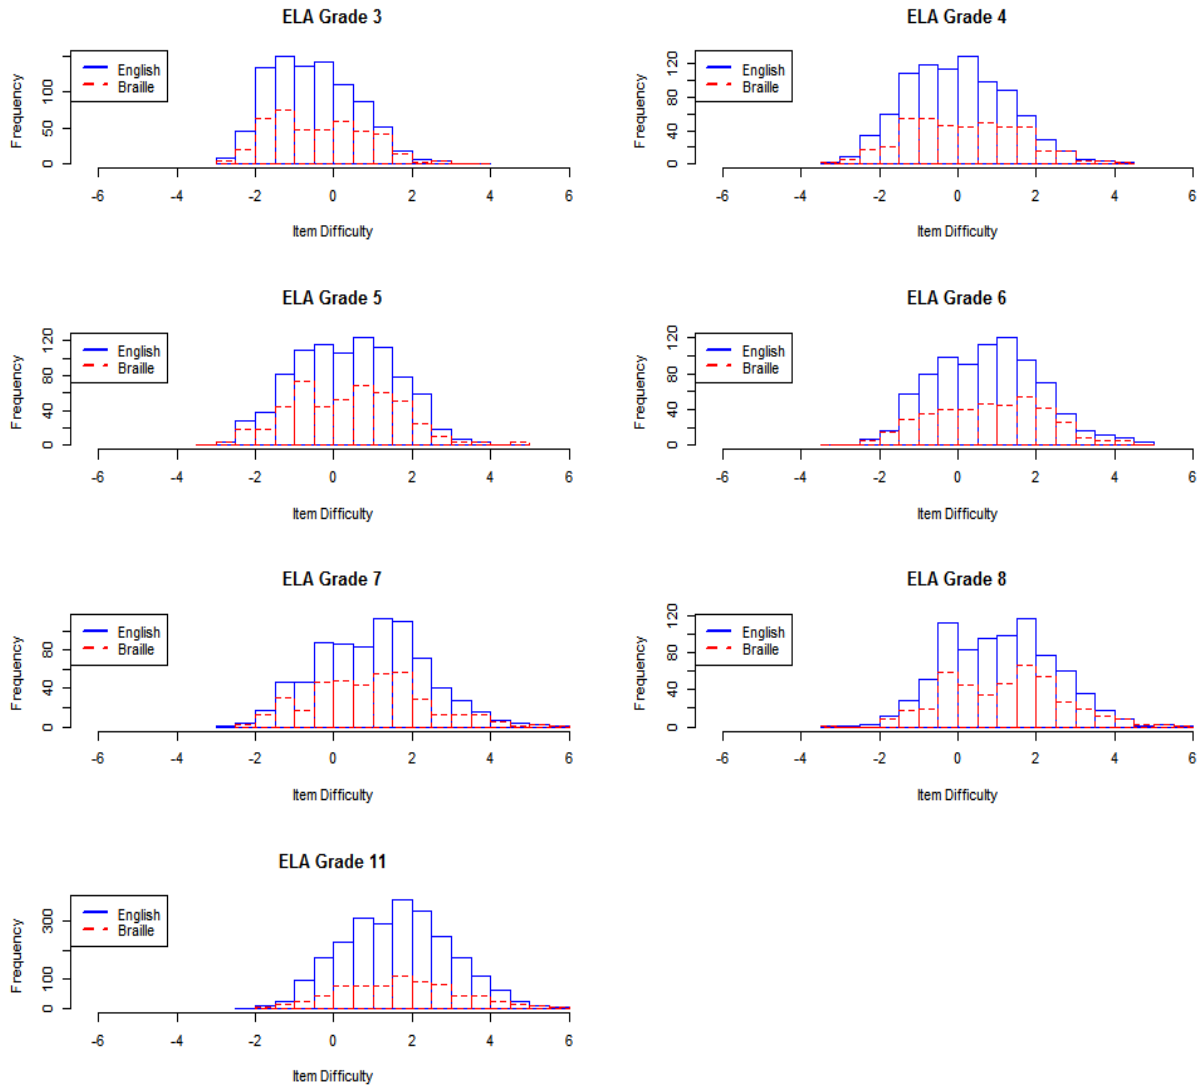 ELA Grade 3
English
Braille
Frequency
0 50 100
-6 -4 -2 0 2 4 6
Item Difficulty
ELA Grade 4
English
Braille
Frequency
0 40 80 120
-6 -4 -2 0 2 4 6
Item Difficulty
ELA Grade 5
English
Braille
Frequency
0 40 80 120
-6 -4 -2 0 2 4 6
Item Difficulty
ELA Grade 6
English
Braille
Frequency
0 40 80 120
-6 -4 -2 0 2 4 6
Item Difficulty
ELA Grade 7
English
Braille
Frequency
0 40 80
-6 -4 -2 0 2 4 6
Item Difficulty
ELA Grade 8
English
Braille
Frequency
0 40 80 120
-6 -4 -2 0 2 4 6
Item Difficulty
ELA Grade 11
English
Braille
Frequency
0 100 300
-6 -4 -2 0 2 4 6
Item Difficulty